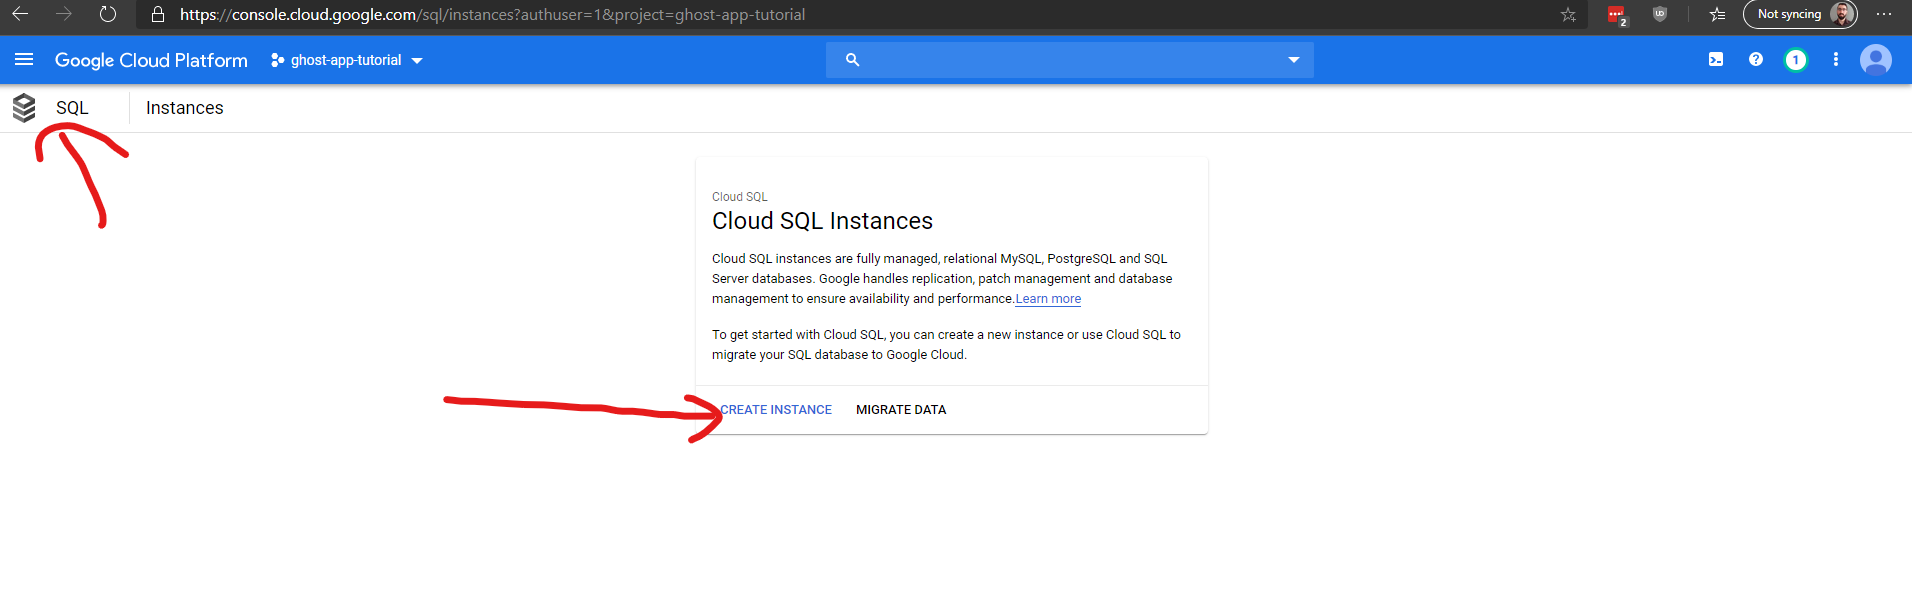 https://console.cloud.google.com/sql/instances?authuser=1&project=ghost-app-tutorial
2
UD
Not syncing
Google Cloud Platform
ghost-app-tutorial
1
SQL
Instances
Cloud SQL
Cloud SQL Instances
Cloud SQL instances are fully managed, relational MySQL, PostgreSQL and SQL
Server databases. Google handles replication, patch management and database
management to ensure availability and performance.Learn more
To get started with Cloud SQL, you can create a new instance or use Cloud SQL to
migrate your SQL database to Google Cloud.
CREATE INSTANCE MIGRATE DATA